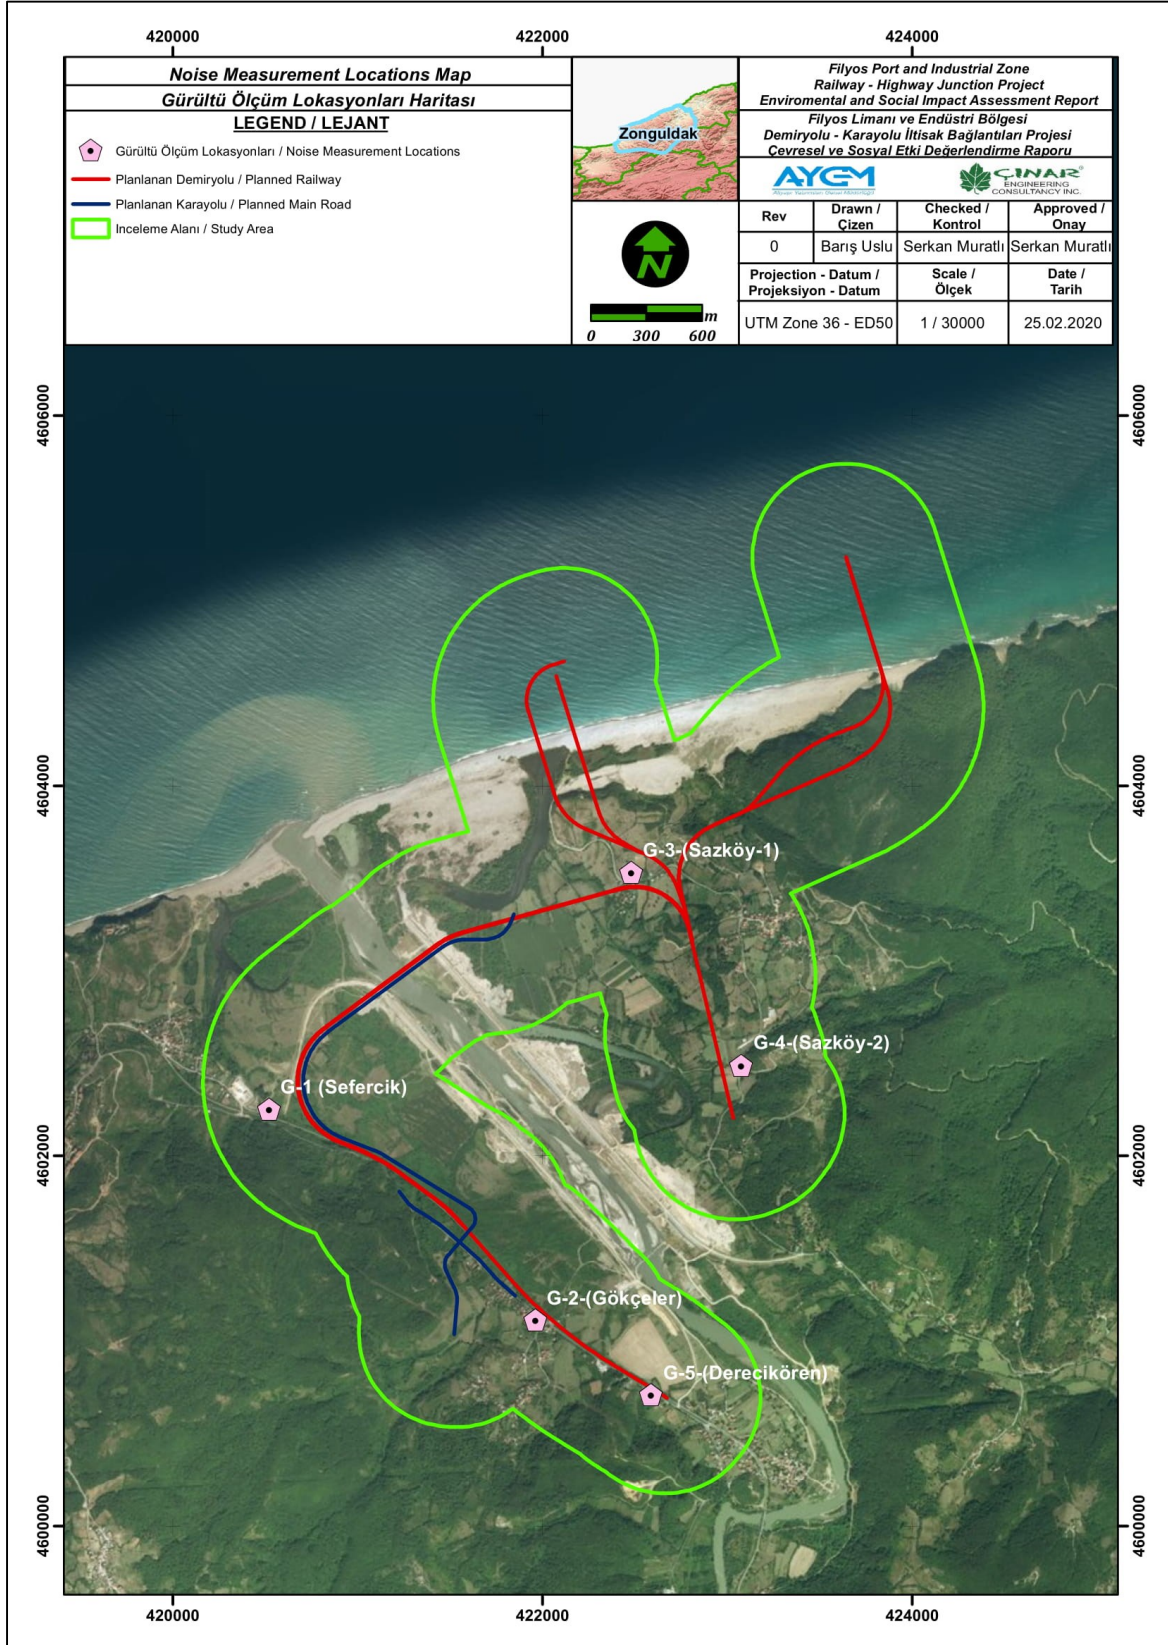 420000
422000
424000
Noise Measurement Locations Map
Gürültü Ölçüm Lokasyonları Haritası
LEGEND / LEJANT
Gürültü Ölçüm Lokasyonları / Noise Measurement Locations
Planlanan Demiryolu / Planned Railway
Planlanan Karayolu / Planned Main Road
İnceleme Alanı / Study Area
Zonguldak
N
m
0 300 600
Filyos Port and Industrial Zone
Railway - Highway Junction Project
Enviromental and Social Impact Assessment Report
Filyos Limanı ve Endüstri Bölgesi
Demiryolu - Karayolu İltisak Bağlantıları Projesi
Çevresel ve Sosyal Etki Değerlendirme Raporu
AYGM
ÇINAR
ENGINEERING
CONSULTANCY INC.
Rev
Drawn / Çizen
Checked / Kontrol
Approved / Onay
0
Barış Uslu
Serkan Muratlı
Serkan Muratlı
Projection - Datum / Projeksiyon - Datum
Scale / Ölçek
Date / Tarih
UTM Zone 36 - ED50
1 / 30000
25.02.2020
4606000
4606000
4604000
4604000
G-3-(Sazköy-1)
G-4-(Sazköy-2)
G-1 (Sefercik)
4602000
4602000
G-2-(Gökçeler)
G-5-(Derecikören)
4600000
4600000
420000
422000
424000